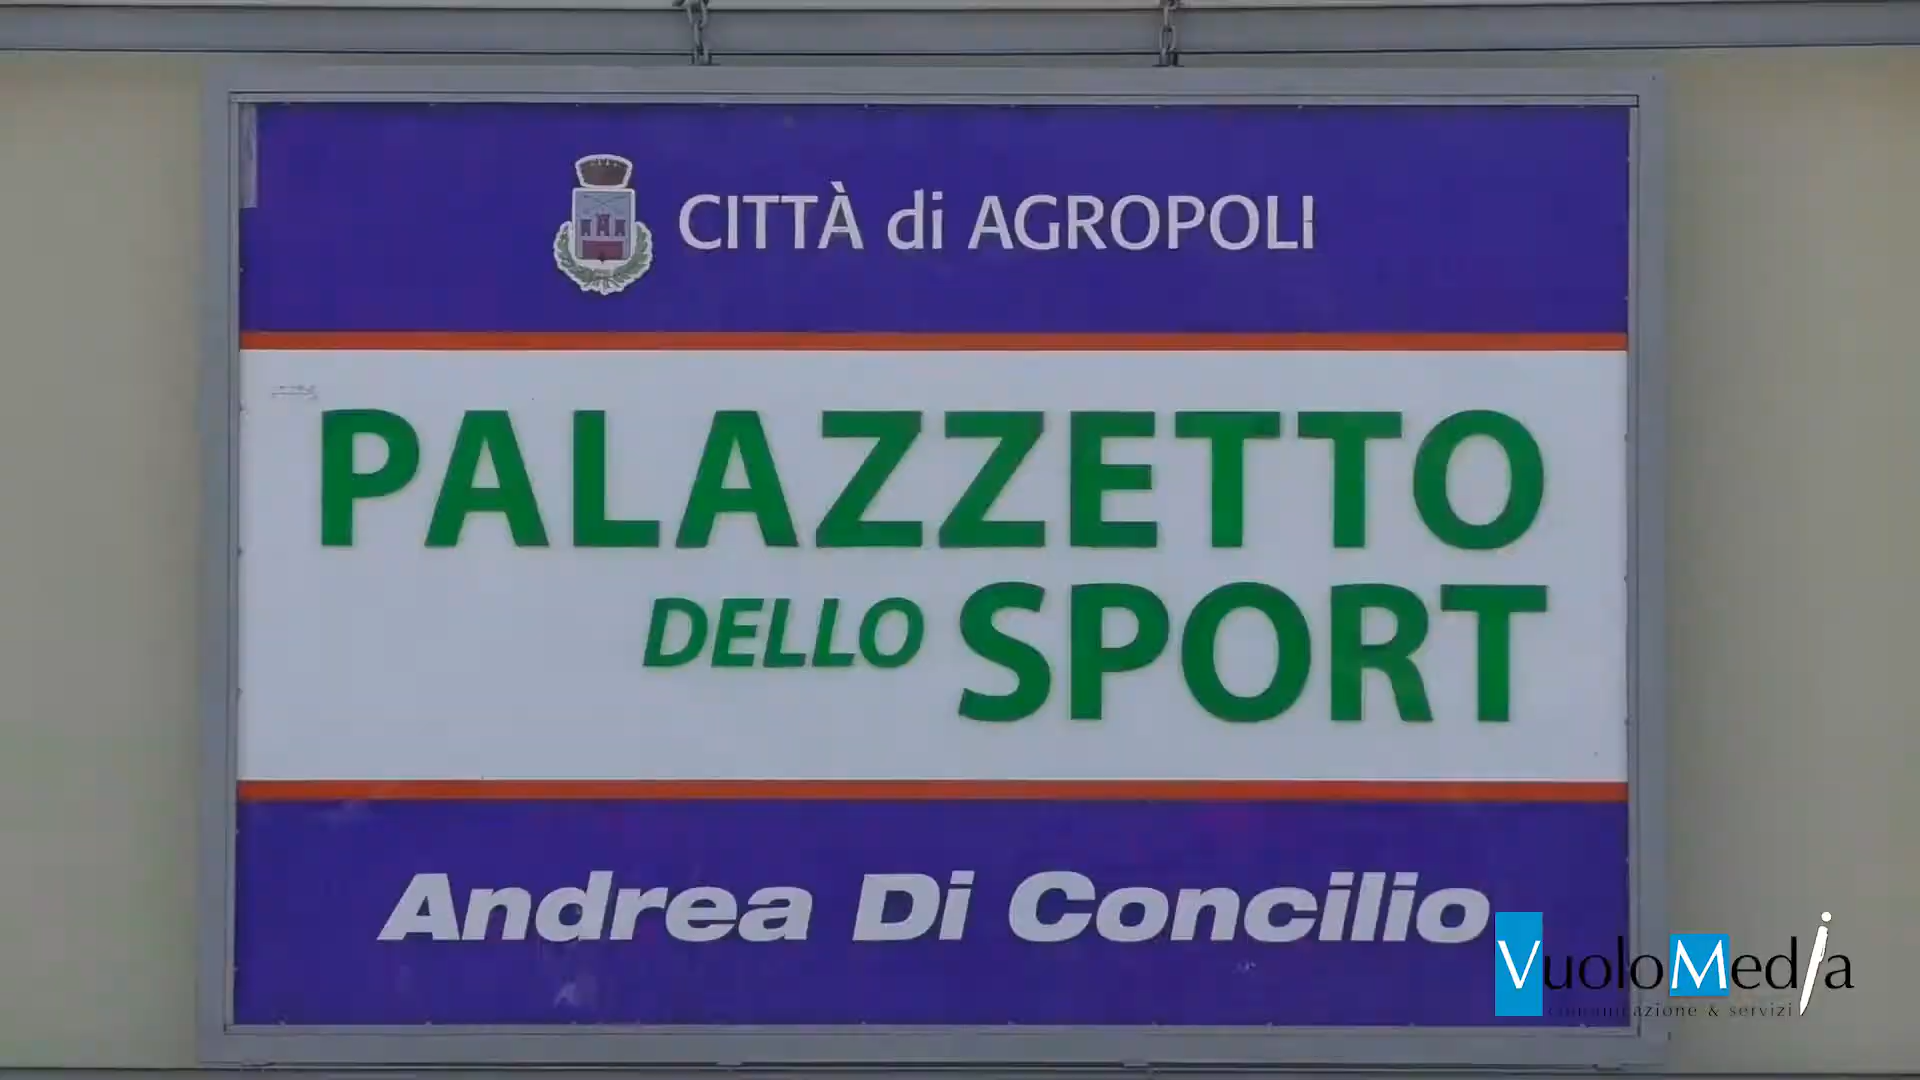 CITTÀ di AGROPOLI
PALAZZETTO
DELLO SPORT
Andrea Di Concilio
VuoloMedia
comunicazione & servizi